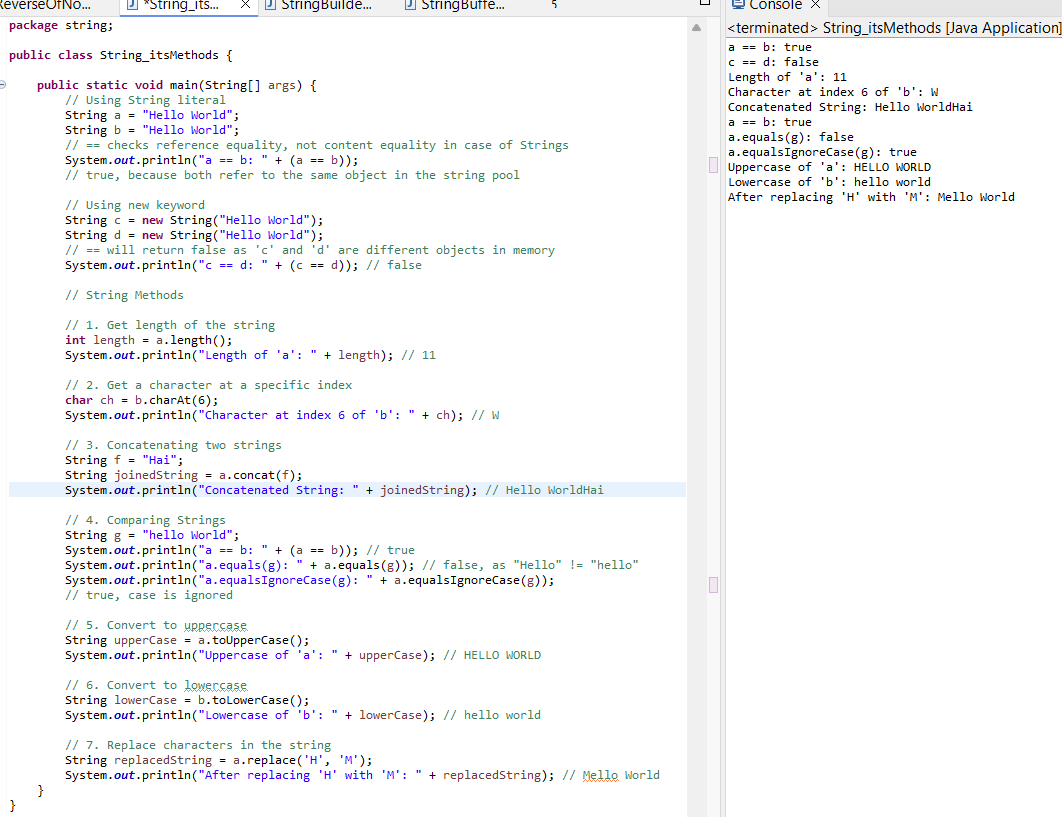 ReverseOfNo...
*String_its...
StringBuilde...
StringBuffe...
5
package string;
public class String_itsMethods {
public static void main(String[] args) {
// Using String literal
String a = "Hello World";
String b = "Hello World";
// == checks reference equality, not content equality in case of Strings
System.out.println("a == b: " + (a == b));
// true, because both refer to the same object in the string pool
// Using new keyword
String c = new String("Hello World");
String d = new String("Hello World");
// == will return false as 'c' and 'd' are different objects in memory
System.out.println("c == d: " + (c == d)); // false
// String Methods
// 1. Get length of the string
int length = a.length();
System.out.println("Length of 'a': " + length); // 11
// 2. Get a character at a specific index
char ch = b.charAt(6);
System.out.println("Character at index 6 of 'b': " + ch); // W
// 3. Concatenating two strings
String f = "Hai";
String joinedString = a.concat(f);
System.out.println("Concatenated String: " + joinedString); // Hello WorldHai
// 4. Comparing Strings
String g = "hello World";
System.out.println("a == b: " + (a == b)); // true
System.out.println("a.equals(g): " + a.equals(g)); // false, as "Hello" != "hello"
System.out.println("a.equalsIgnoreCase(g): " + a.equalsIgnoreCase(g));
// true, case is ignored
// 5. Convert to uppercase
String upperCase = a.toUpperCase();
System.out.println("Uppercase of 'a': " + upperCase); // HELLO WORLD
// 6. Convert to lowercase
String lowerCase = b.toLowerCase();
System.out.println("Lowercase of 'b': " + lowerCase); // hello world
// 7. Replace characters in the string
String replacedString = a.replace('H', 'M');
System.out.println("After replacing 'H' with 'M': " + replacedString); // Mello World
}
}
Console
<terminated> String_itsMethods [Java Application]
a == b: true
c == d: false
Length of 'a': 11
Character at index 6 of 'b': W
Concatenated String: Hello WorldHai
a == b: true
a.equals(g): false
a.equalsIgnoreCase(g): true
Uppercase of 'a': HELLO WORLD
Lowercase of 'b': hello world
After replacing 'H' with 'M': Mello World